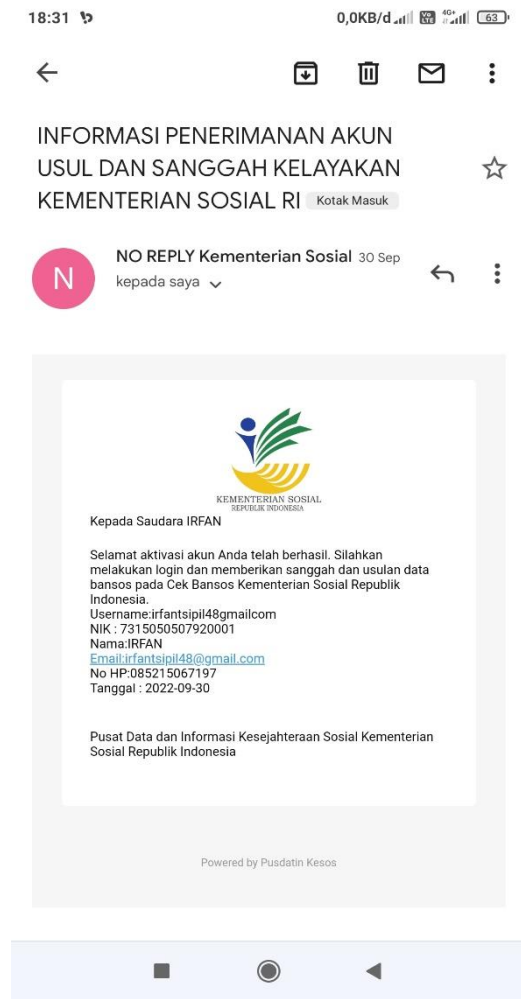 18:31
0,0KB/d Vo LTE 4G+ 63
INFORMASI PENERIMANAN AKUN
USUL DAN SANGGAH KELAYAKAN
KEMENTERIAN SOSIAL RI Kotak Masuk
N
NO REPLY Kementerian Sosial 30 Sep
kepada saya
KEMENTERIAN SOSIAL
REPUBLIK INDONESIA
Kepada Saudara IRFAN
Selamat aktivasi akun Anda telah berhasil. Silahkan
melakukan login dan memberikan sanggah dan usulan data
bansos pada Cek Bansos Kementerian Sosial Republik
Indonesia.
Username:irfantsipil48gmailcom
NIK : 7315050507920001
Nama:IRFAN
Email:irfantsipil48@gmail.com
No HP:085215067197
Tanggal : 2022-09-30
Pusat Data dan Informasi Kesejahteraan Sosial Kementerian
Sosial Republik Indonesia
Powered by Pusdatin Kesos